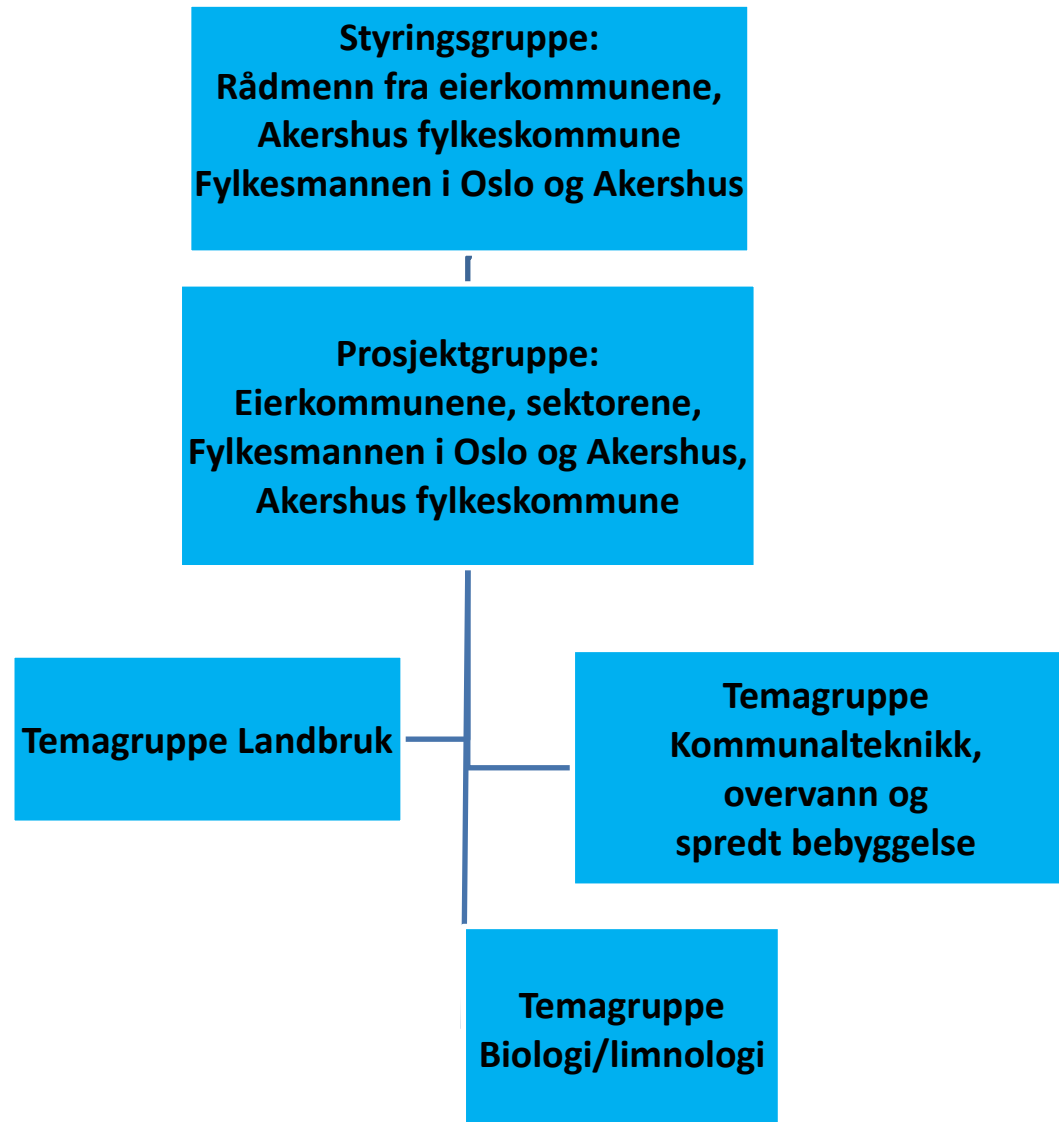 Styringsgruppe:
Rådmenn fra eierkommunene,
Akershus fylkeskommune
Fylkesmannen i Oslo og Akershus
Prosjektgruppe:
Eierkommunene, sektorene,
Fylkesmannen i Oslo og Akershus,
Akershus fylkeskommune
Temagruppe Landbruk
Temagruppe
Kommunalteknikk,
overvann og
spredt bebyggelse
Temagruppe
Biologi/limnologi